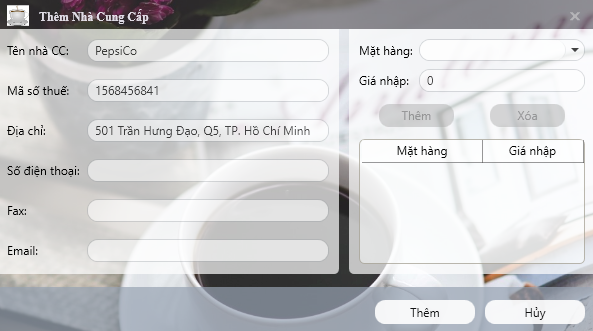 Thêm Nhà Cung Cấp
Tên nhà CC: PepsiCo
Mã số thuế: 1568456841
Địa chỉ: 501 Trần Hưng Đạo, Q5, TP. Hồ Chí Minh
Số điện thoại:
Fax:
Email:
Mặt hàng:
Giá nhập: 0
Thêm Xóa
Mặt hàng Giá nhập
Thêm Hủy